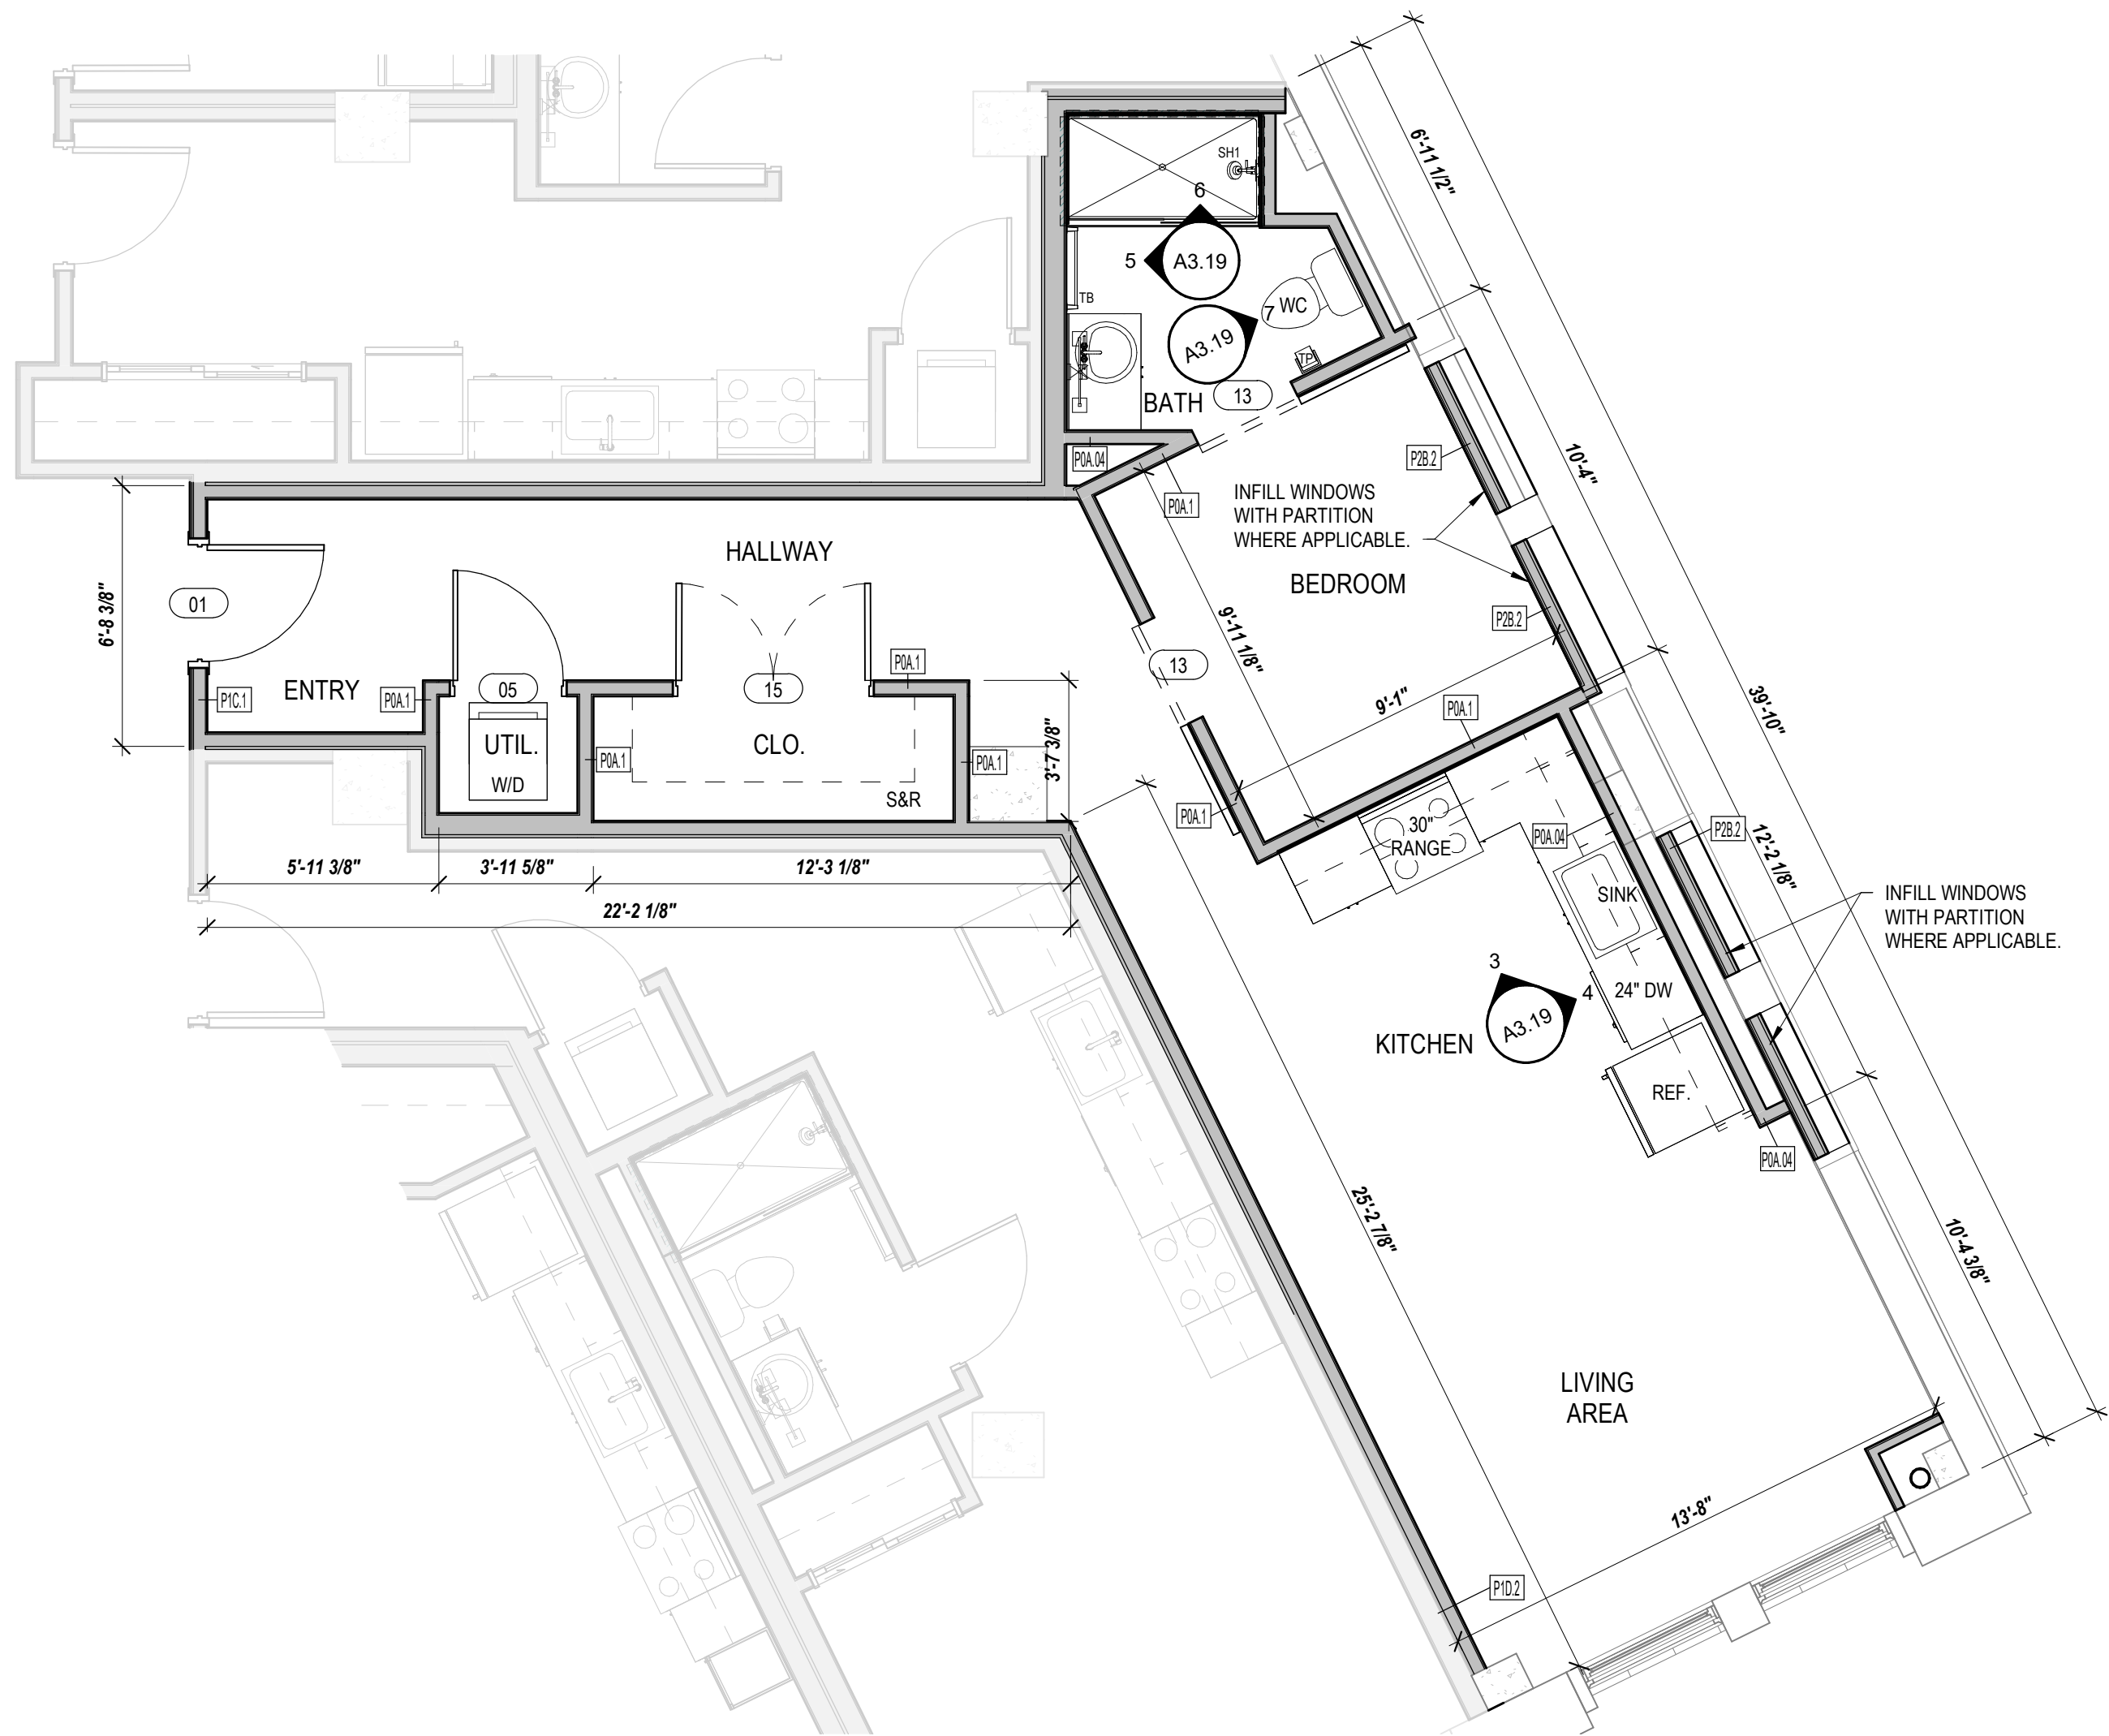 6'-11 1/2"
SH1
6
5
A3.19
TB
7
WC
A3.19
TP
BATH
13
P0A.04
P0A.1
P2B.2
10'-4"
INFILL WINDOWS
WITH PARTITION
WHERE APPLICABLE.
BEDROOM
P2B.2
HALLWAY
01
6'-8 3/8"
9'-11 1/8"
13
ENTRY
P1C.1
P0A.1
05
15
P0A.1
9'-1"
P0A.1
39'-10"
UTIL.
W/D
P0A.1
CLO.
S&R
P0A.1
3'-7 3/8"
P0A.1
30"
RANGE
P0A.04
P2B.2
12'-2 1/8"
SINK
INFILL WINDOWS
WITH PARTITION
WHERE APPLICABLE.
5'-11 3/8"
3'-11 5/8"
12'-3 1/8"
22'-2 1/8"
3
4
A3.19
24" DW
KITCHEN
REF.
P0A.04
25'-2 7/8"
10'-4 3/8"
LIVING
AREA
13'-8"
P1D.2